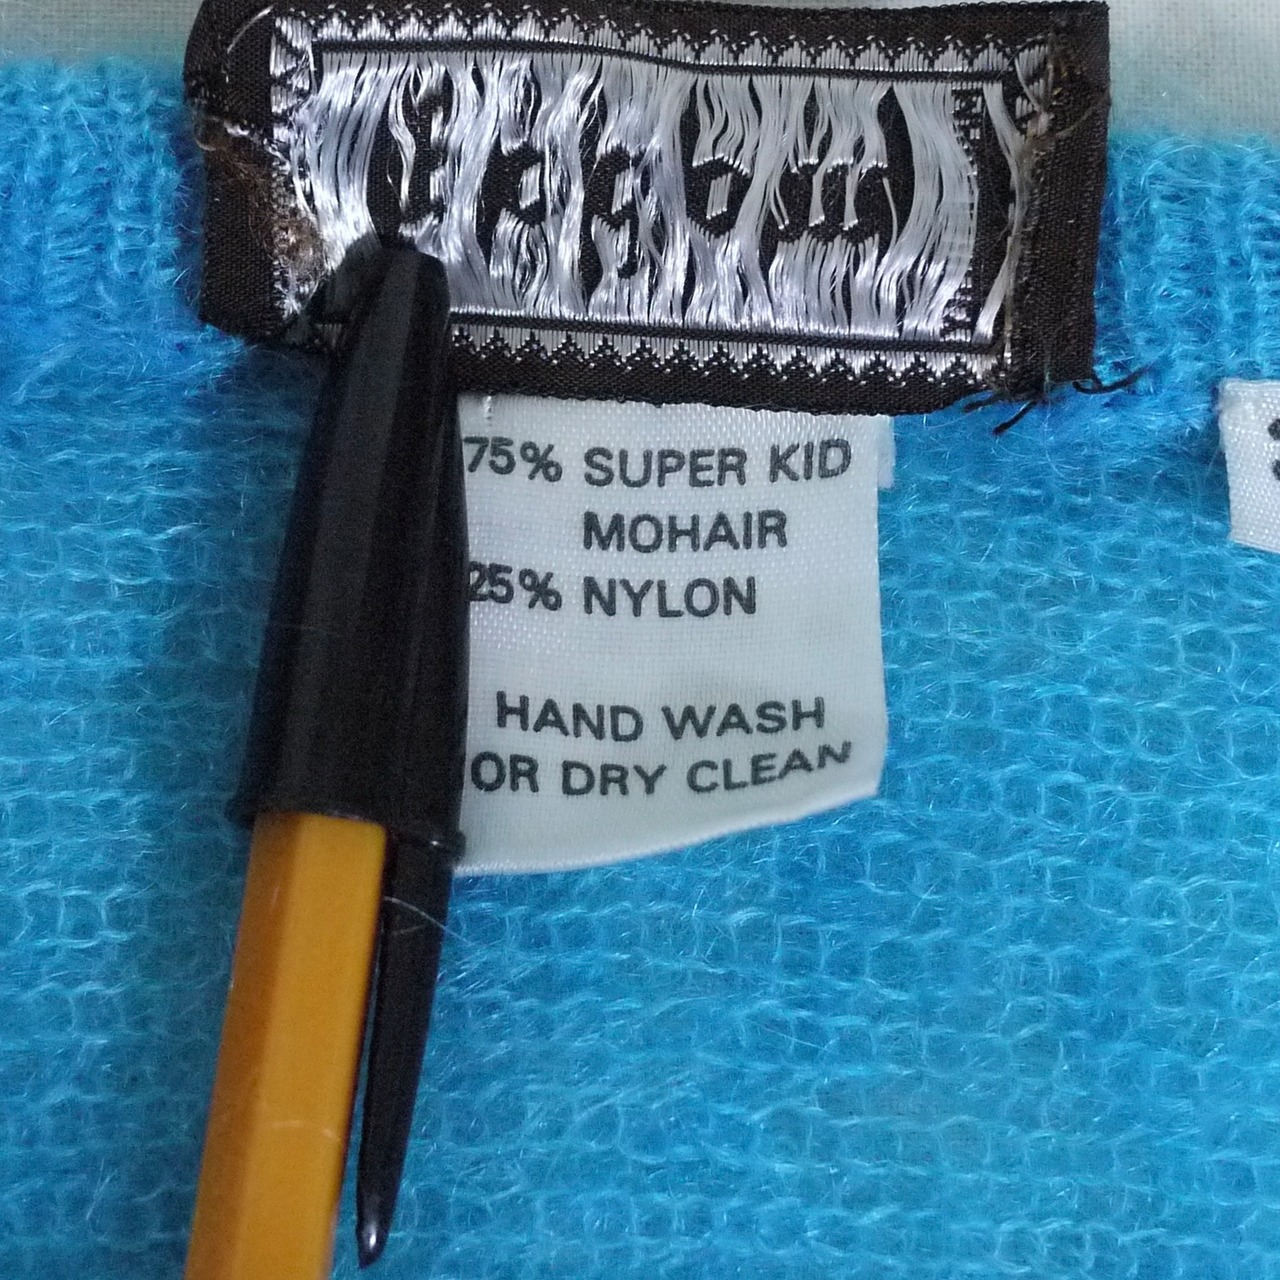 75% SUPER KID
MOHAIR
25% NYLON
HAND WASH
OR DRY CLEAN